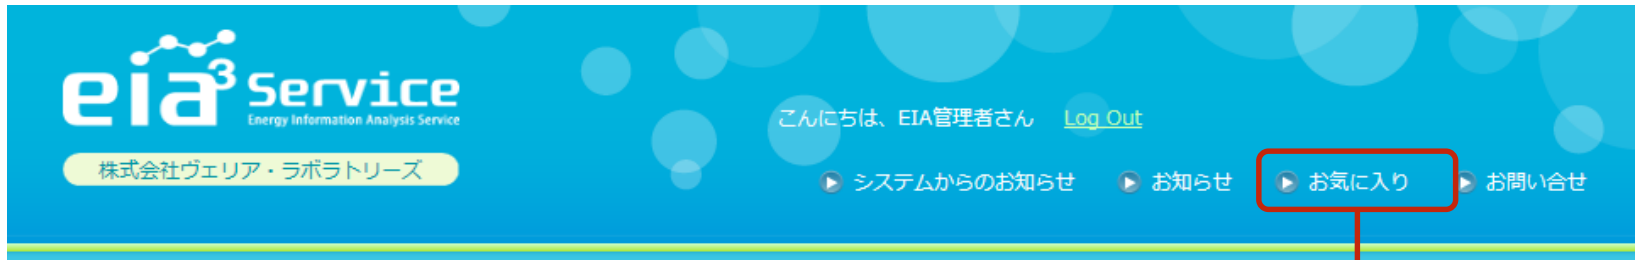 eia³ Service
Energy Information Analysis Service
株式会社ヴェリア・ラボラトリーズ
こんにちは、EIA管理者さん Log Out
システムからのお知らせ お知らせ お気に入り お問い合せ